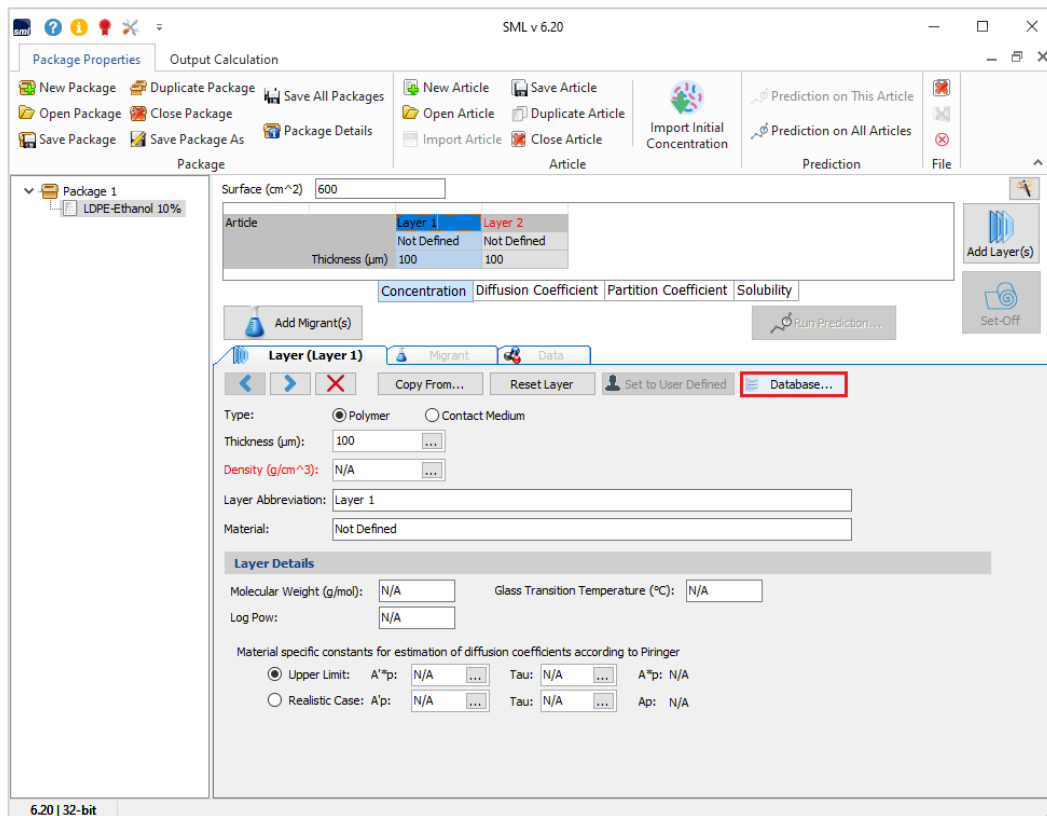 sml SML v 6.20
Package Properties Output Calculation
New Package Duplicate Package Save All Packages New Article Save Article Prediction on This Article
Open Package Close Package Open Article Duplicate Article Import Initial Concentration
Save Package Save Package As Package Details Import Article Close Article Prediction on All Articles
Package Article Prediction File
Package 1
LDPE-Ethanol 10%
Surface (cm^2) 600
Article Layer 1 Layer 2
Not Defined Not Defined
Thickness (µm) 100 100
Add Layer(s)
Concentration Diffusion Coefficient Partition Coefficient Solubility
Add Migrant(s) Run Prediction... Set-Off
Layer (Layer 1) Migrant Data
Copy From... Reset Layer Set to User Defined Database...
Type: Polymer Contact Medium
Thickness (µm): 100 ...
Density (g/cm^3): N/A ...
Layer Abbreviation: Layer 1
Material: Not Defined
Layer Details
Molecular Weight (g/mol): N/A Glass Transition Temperature (ºC): N/A
Log Pow: N/A
Material specific constants for estimation of diffusion coefficients according to Piringer
Upper Limit: A'*p: N/A ... Tau: N/A ... A*p: N/A
Realistic Case: A'p: N/A ... Tau: N/A ... Ap: N/A
6.20 | 32-bit